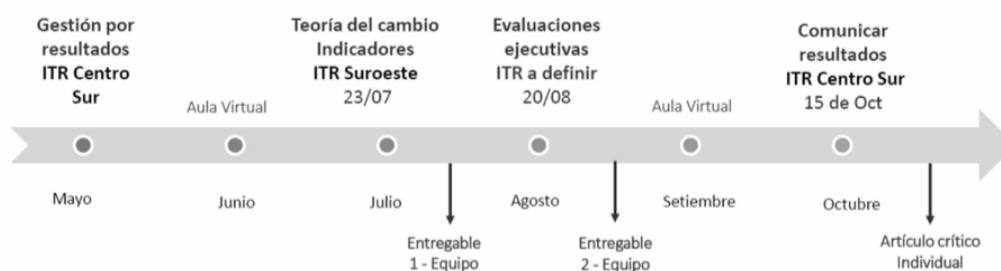 Gestión por
resultados
ITR Centro
Sur
Aula Virtual
Teoría del cambio
Indicadores
ITR Suroeste
23/07
Evaluaciones
ejecutivas
ITR a definir
20/08
Aula Virtual
Comunicar
resultados
ITR Centro Sur
15 de Oct
Mayo
Junio
Julio
Agosto
Setiembre
Octubre
Entregable
1 - Equipo
Entregable
2 - Equipo
Artículo crítico
Individual